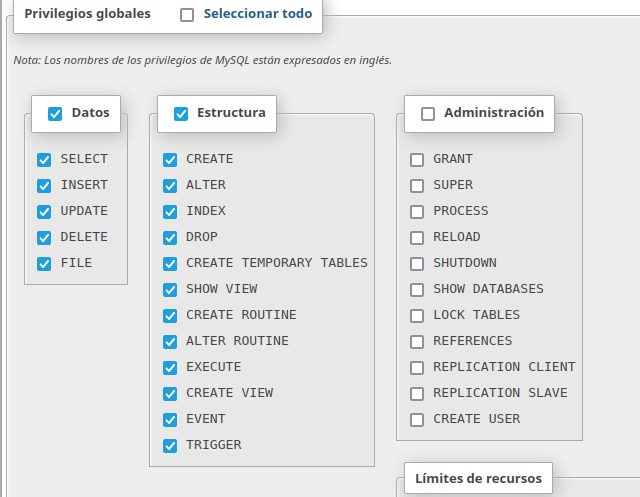 Privilegios globales
Seleccionar todo
Nota: Los nombres de los privilegios de MySQL están expresados en inglés.
Datos
SELECT
INSERT
UPDATE
DELETE
FILE
Estructura
CREATE
ALTER
INDEX
DROP
CREATE TEMPORARY TABLES
SHOW VIEW
CREATE ROUTINE
ALTER ROUTINE
EXECUTE
CREATE VIEW
EVENT
TRIGGER
Administración
GRANT
SUPER
PROCESS
RELOAD
SHUTDOWN
SHOW DATABASES
LOCK TABLES
REFERENCES
REPLICATION CLIENT
REPLICATION SLAVE
CREATE USER
Límites de recursos